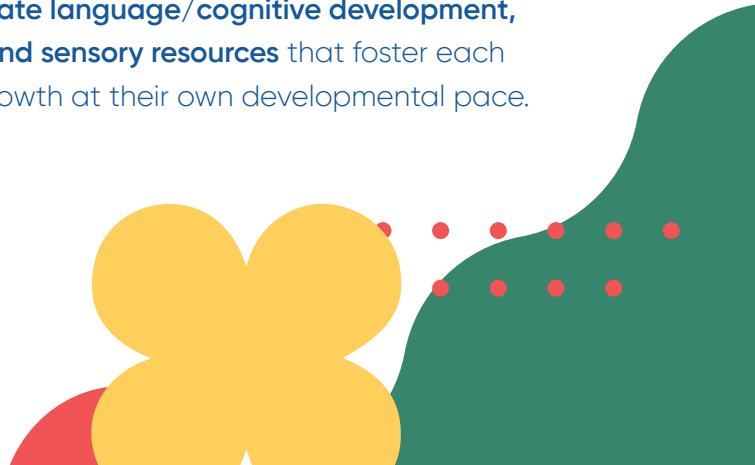 ate language/cognitive development,
nd sensory resources that foster each
owth at their own developmental pace.